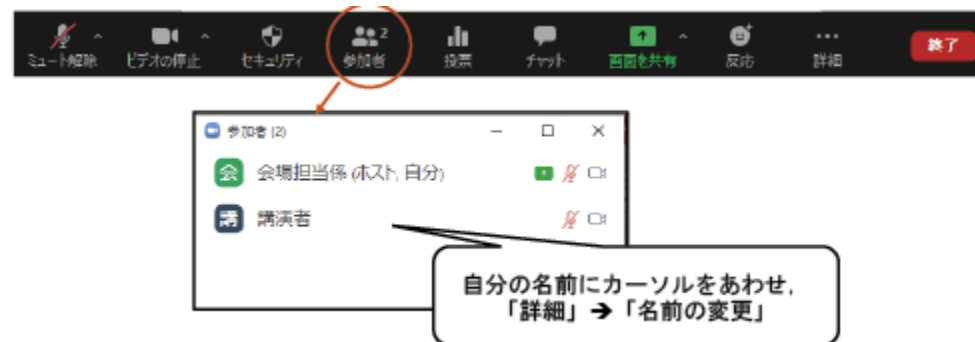 ミュート解除 ビデオの停止 セキュリティ 参加者 2 投票 チャット 画面を共有 反応 詳細 終了
参加者 (2)
会 会場担当係 (ホスト, 自分)
講 講演者
自分の名前にカーソルをあわせ,
「詳細」➔「名前の変更」